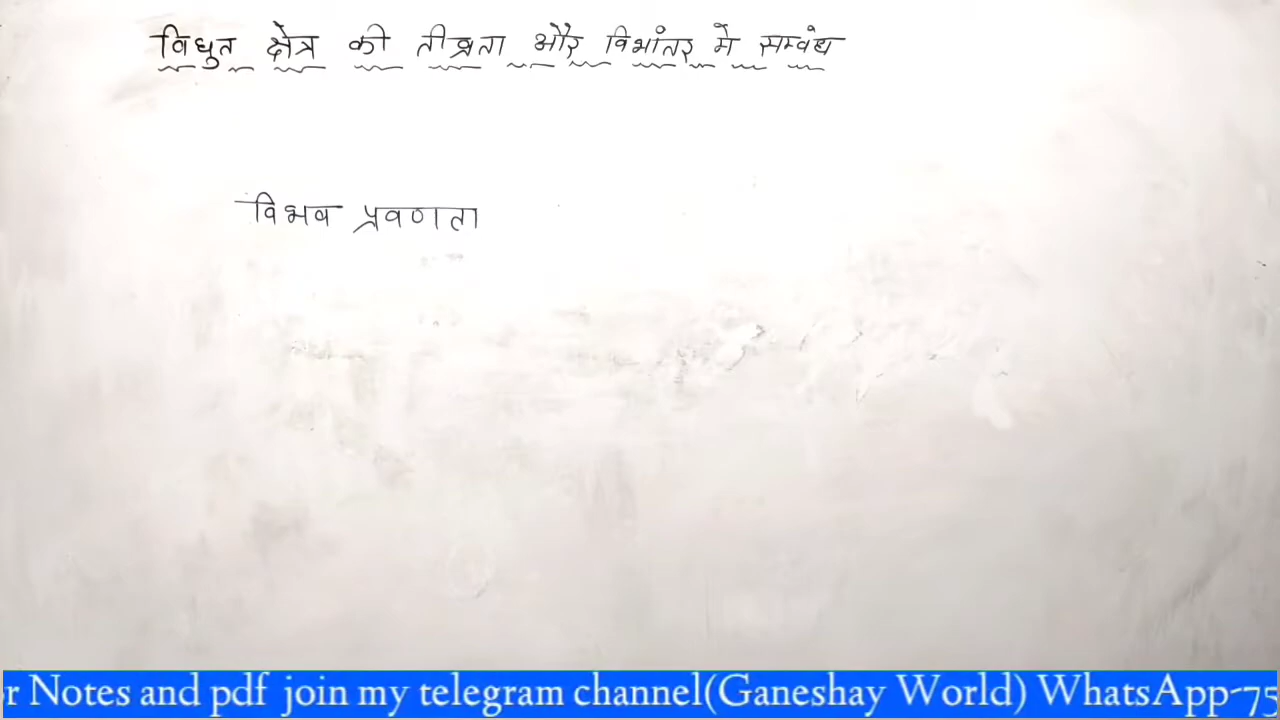 विधुत क्षेत्र की तीव्रता और विभांतर मे सम्वंध
विभव प्रवणता
r Notes and pdf join my telegram channel(Ganeshay World) WhatsApp-75